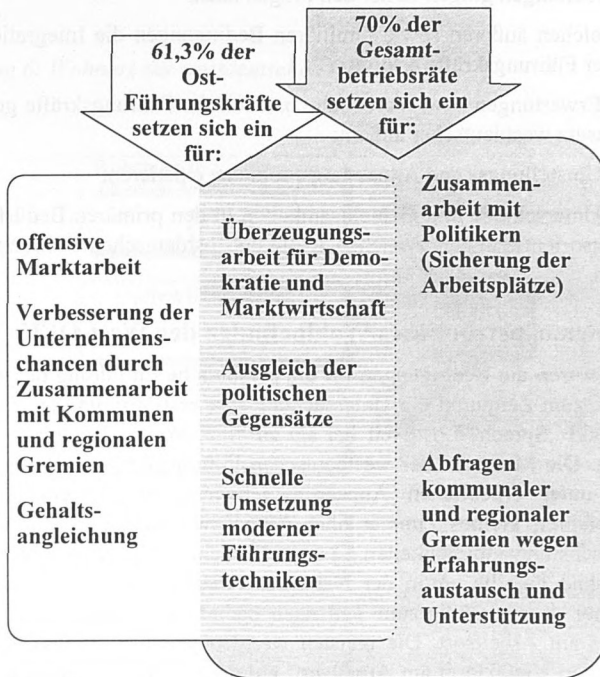 61,3% der
Ost-
Führungskräfte
setzen sich ein
für:
70% der
Gesamt-
betriebsräte
setzen sich ein
für:
offensive
Marktarbeit
Verbesserung der
Unternehmens-
chancen durch
Zusammenarbeit
mit Kommunen
und regionalen
Gremien
Gehalts-
angleichung
Überzeugungs-
arbeit für Demo-
kratie und
Marktwirtschaft
Ausgleich der
politischen
Gegensätze
Schnelle
Umsetzung
moderner
Führungs-
techniken
Zusammen-
arbeit mit
Politikern
(Sicherung der
Arbeitsplätze)
Abfragen
kommunaler
und regionaler
Gremien wegen
Erfahrungs-
austausch und
Unterstützung